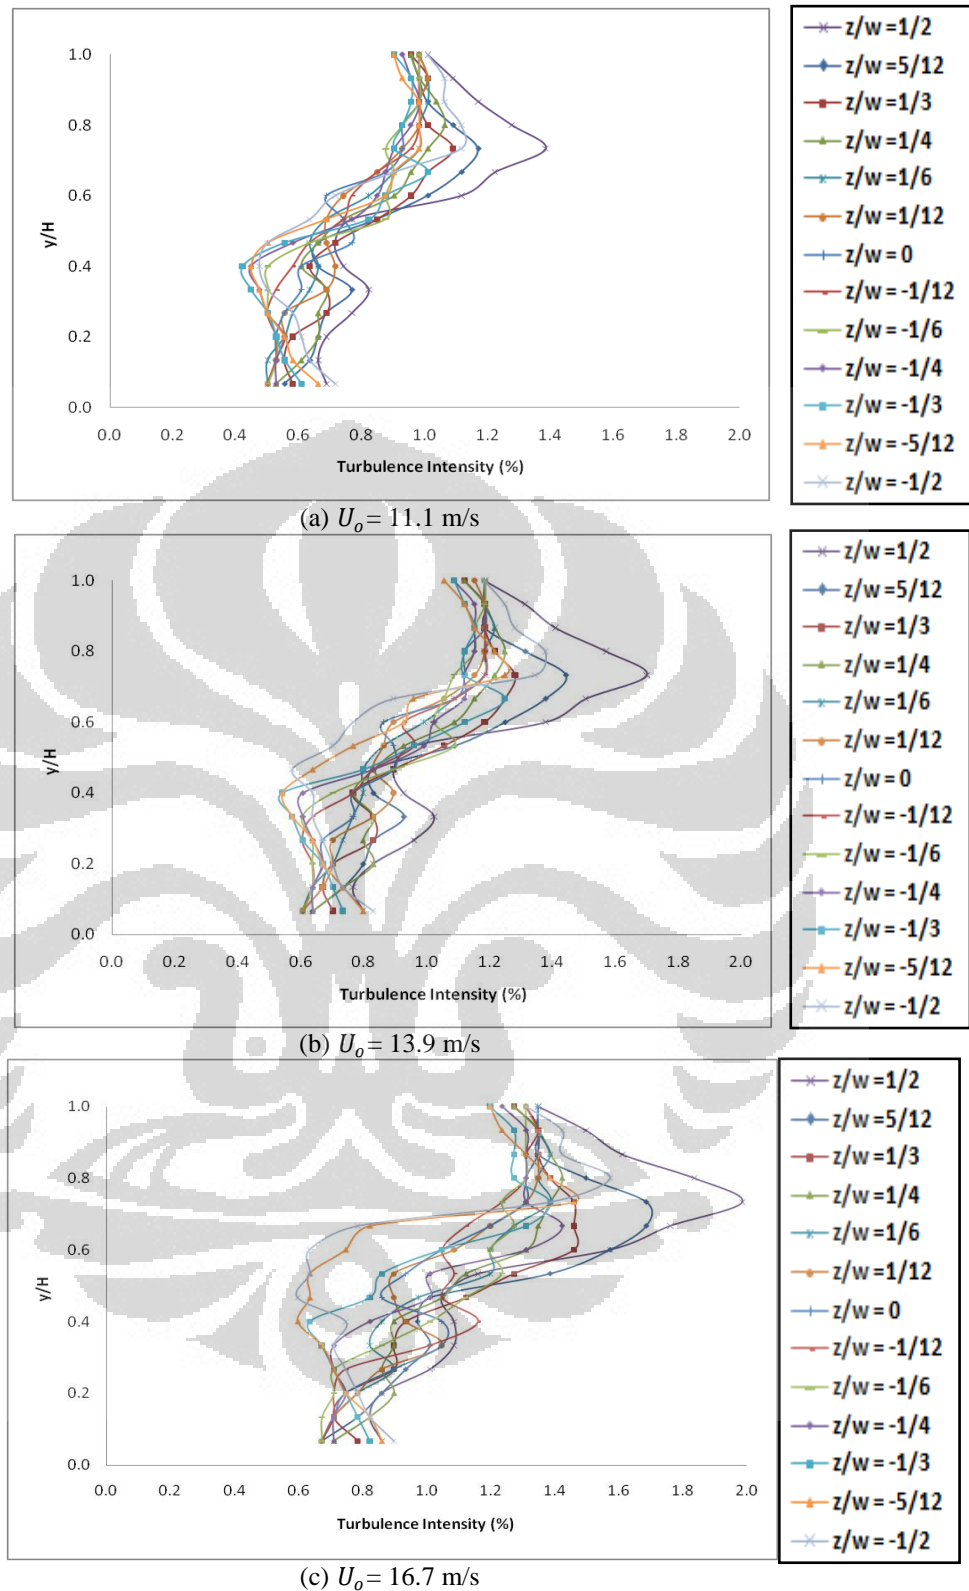 1.0
0.8
0.6
0.4
0.2
0.0
y/H
0.0 0.2 0.4 0.6 0.8 1.0 1.2 1.4 1.6 1.8 2.0
Turbulence Intensity (%)
z/w =1/2
z/w =5/12
z/w =1/3
z/w =1/4
z/w =1/6
z/w =1/12
z/w = 0
z/w = -1/12
z/w = -1/6
z/w = -1/4
z/w = -1/3
z/w = -5/12
z/w = -1/2
(a) Uo = 11.1 m/s
1.0
0.8
0.6
0.4
0.2
0.0
y/H
0.0 0.2 0.4 0.6 0.8 1.0 1.2 1.4 1.6 1.8 2.0
Turbulence Intensity (%)
z/w =1/2
z/w =5/12
z/w =1/3
z/w =1/4
z/w =1/6
z/w =1/12
z/w = 0
z/w = -1/12
z/w = -1/6
z/w = -1/4
z/w = -1/3
z/w = -5/12
z/w = -1/2
(b) Uo = 13.9 m/s
1.0
0.8
0.6
0.4
0.2
0.0
y/H
0.0 0.2 0.4 0.6 0.8 1.0 1.2 1.4 1.6 1.8 2.0
Turbulence Intensity (%)
z/w =1/2
z/w =5/12
z/w =1/3
z/w =1/4
z/w =1/6
z/w =1/12
z/w = 0
z/w = -1/12
z/w = -1/6
z/w = -1/4
z/w = -1/3
z/w = -5/12
z/w = -1/2
(c) Uo = 16.7 m/s